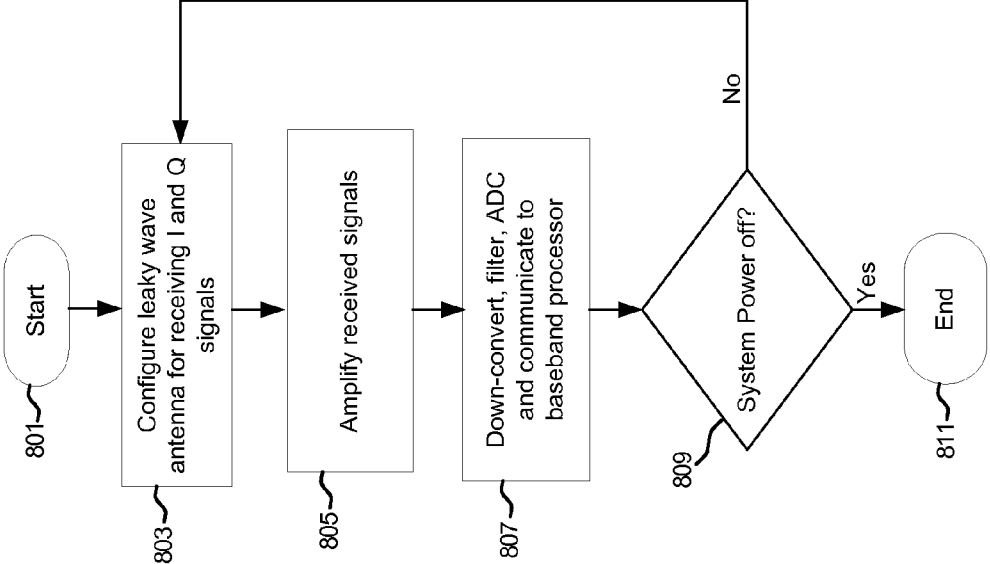 Start
801
Configure leaky wave
antenna for receiving I and Q
signals
803
Amplify received signals
805
Down-convert, filter, ADC
and communicate to
baseband processor
807
System Power off?
809
No
Yes
End
811